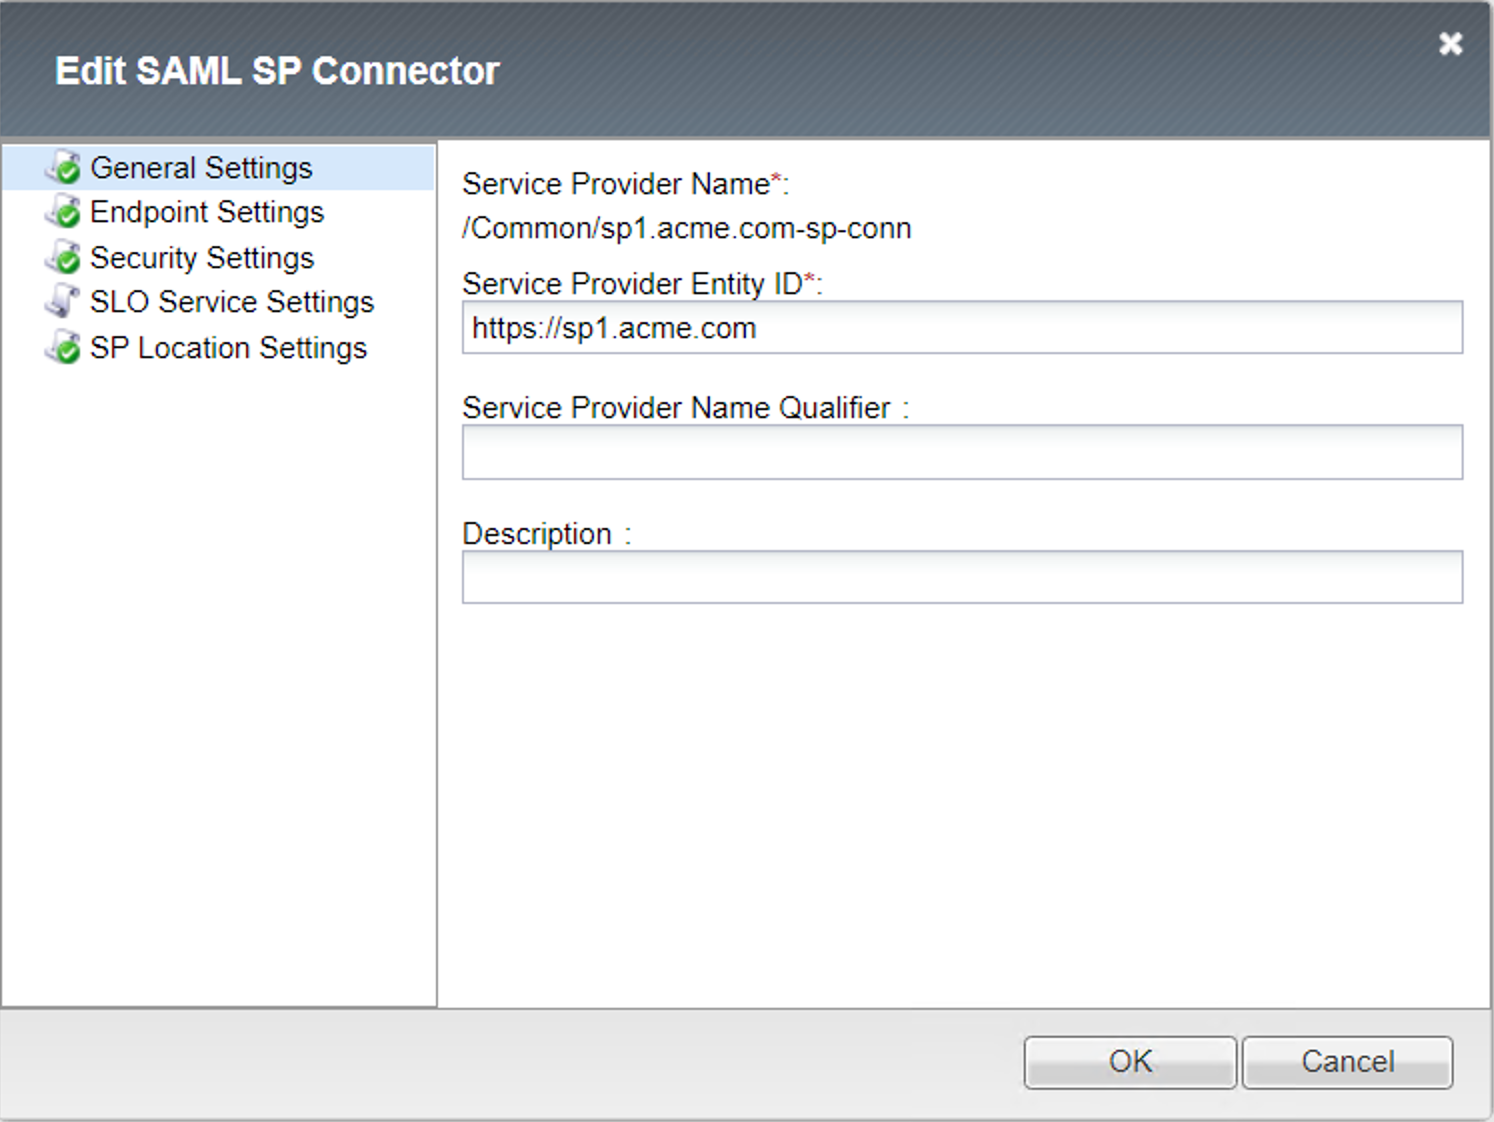 Edit SAML SP Connector
General Settings
Endpoint Settings
Security Settings
SLO Service Settings
SP Location Settings
Service Provider Name*:
/Common/sp1.acme.com-sp-conn
Service Provider Entity ID*:
https://sp1.acme.com
Service Provider Name Qualifier :
Description :
OK
Cancel